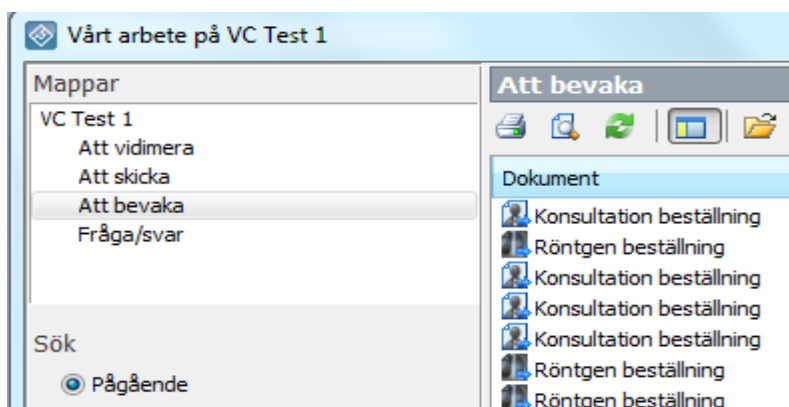 Vårt arbete på VC Test 1
Mappar
VC Test 1
Att vidimera
Att skicka
Att bevaka
Fråga/svar
Sök
Pågående
Att bevaka
Dokument
Konsultation beställning
Röntgen beställning
Konsultation beställning
Konsultation beställning
Konsultation beställning
Röntgen beställning
Röntgen beställning